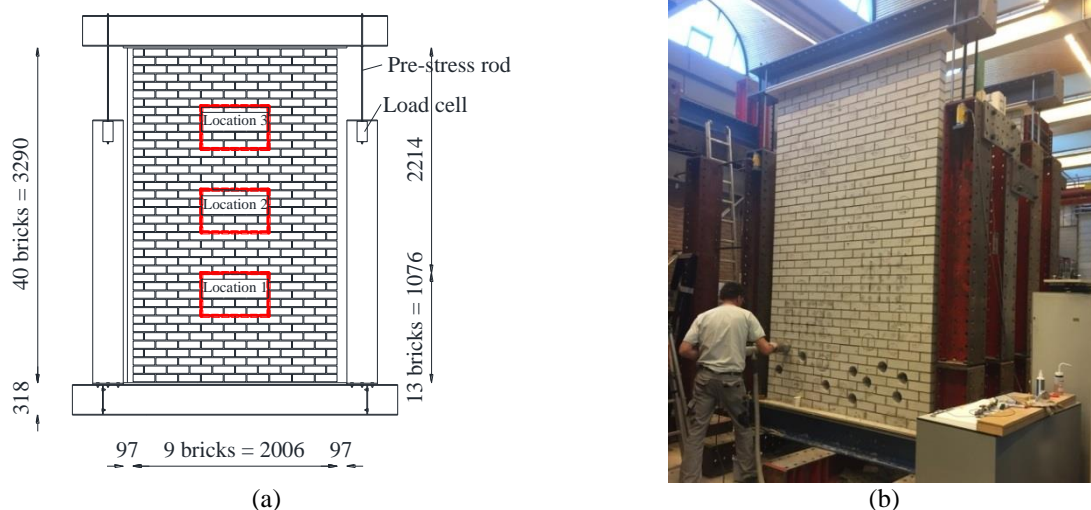 Pre-stress rod
Load cell
Location 3
Location 2
Location 1
40 bricks = 3290
318
2214
13 bricks = 1076
97
9 bricks = 2006
97
(a)
(b)